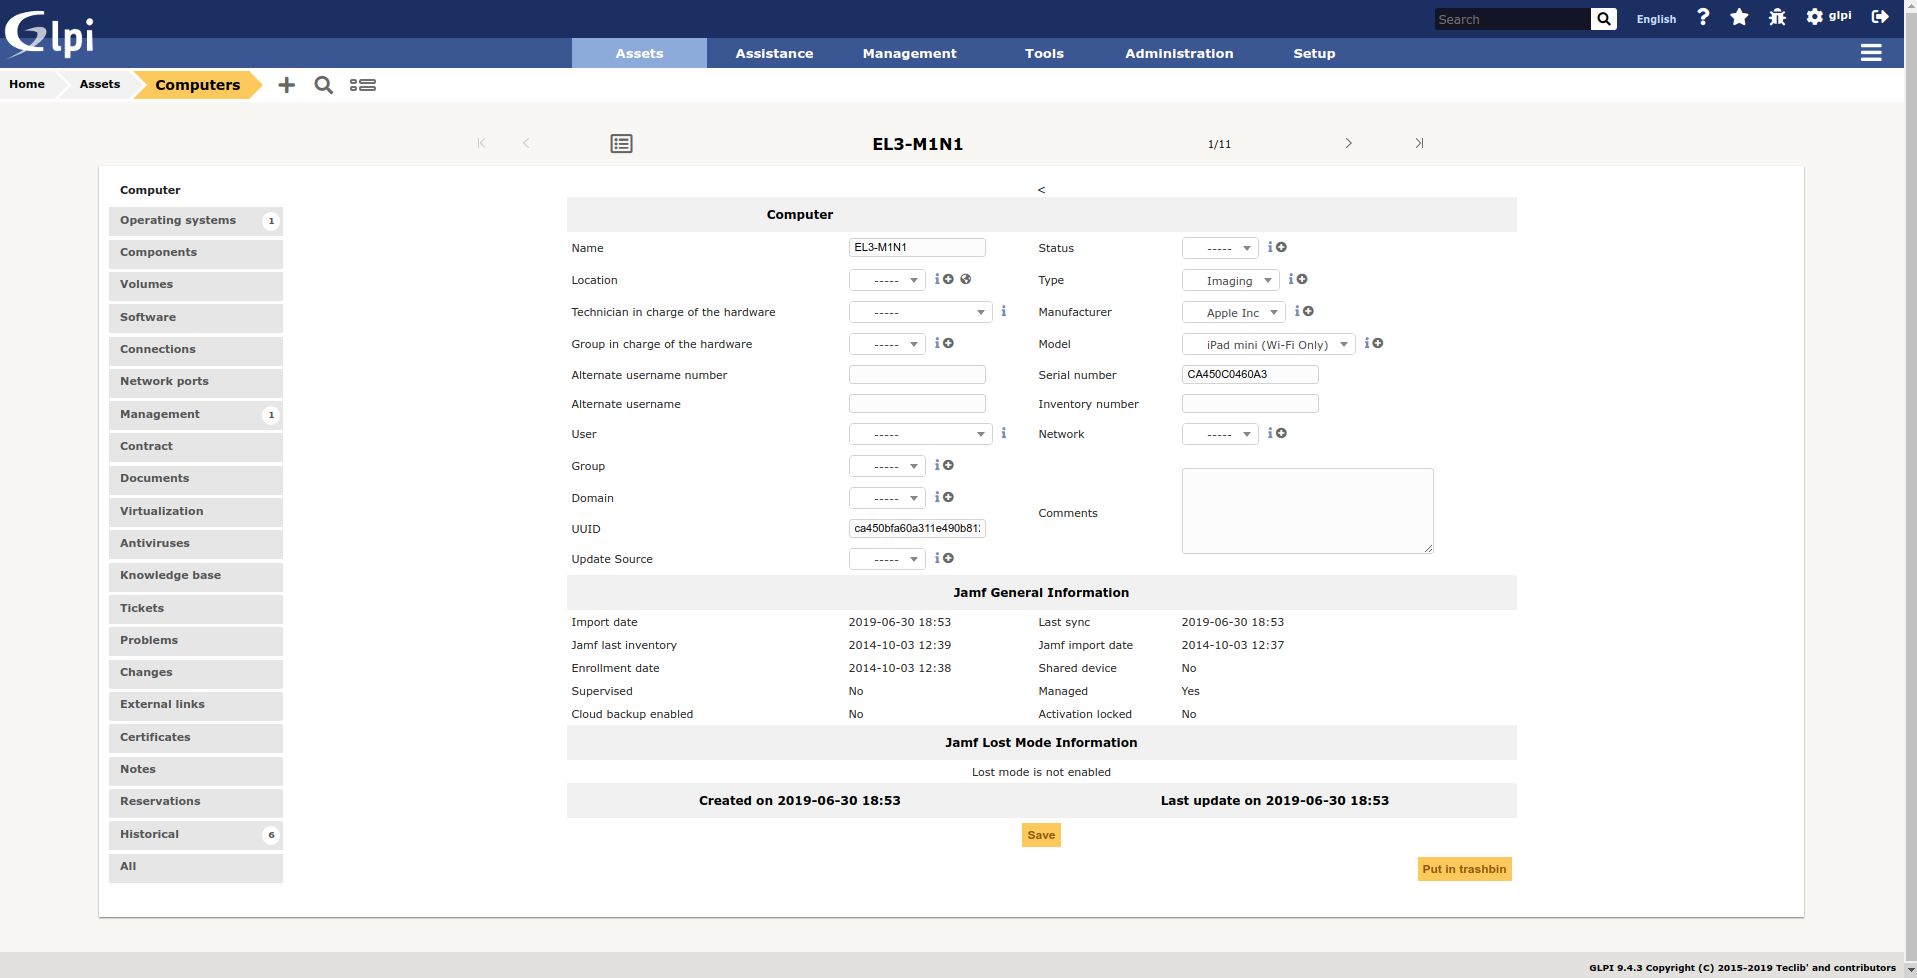 Glpi
Search
English
glpi
Assets Assistance Management Tools Administration Setup
Home Assets Computers
EL3-M1N1 1/11
Computer
Operating systems 1
Components
Volumes
Software
Connections
Network ports
Management 1
Contract
Documents
Virtualization
Antiviruses
Knowledge base
Tickets
Problems
Changes
External links
Certificates
Notes
Reservations
Historical 6
All
<
Computer
Name EL3-M1N1 Status -----
Location ----- Type Imaging
Technician in charge of the hardware ----- Manufacturer Apple Inc
Group in charge of the hardware ----- Model iPad mini (Wi-Fi Only)
Alternate username number Serial number CA450C0460A3
Alternate username Inventory number
User ----- Network -----
Group -----
Domain -----
Comments
UUID ca450bfa60a311e490b81
Update Source -----
Jamf General Information
Import date 2019-06-30 18:53 Last sync 2019-06-30 18:53
Jamf last inventory 2014-10-03 12:39 Jamf import date 2014-10-03 12:37
Enrollment date 2014-10-03 12:38 Shared device No
Supervised No Managed Yes
Cloud backup enabled No Activation locked No
Jamf Lost Mode Information
Lost mode is not enabled
Created on 2019-06-30 18:53 Last update on 2019-06-30 18:53
Save
Put in trashbin
GLPI 9.4.3 Copyright (C) 2015-2019 Teclib' and contributors